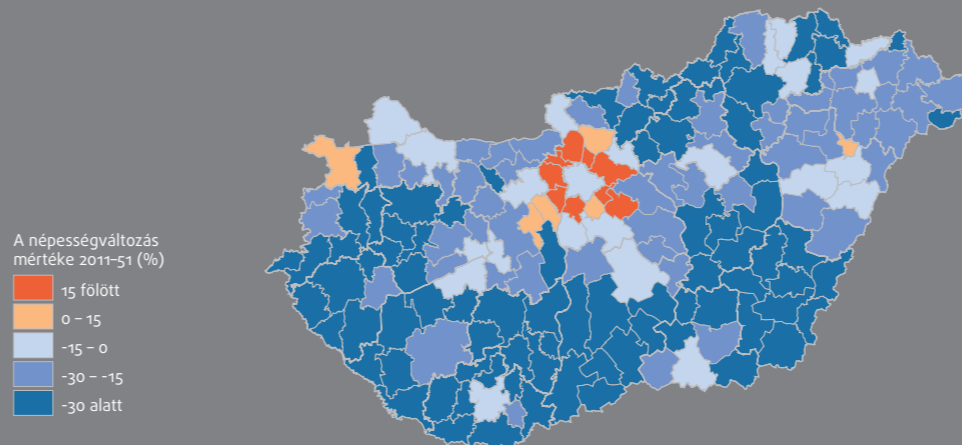 A népességváltozás
mértéke 2011–51 (%)
15 fölött
0 – 15
-15 – 0
-30 – -15
-30 alatt